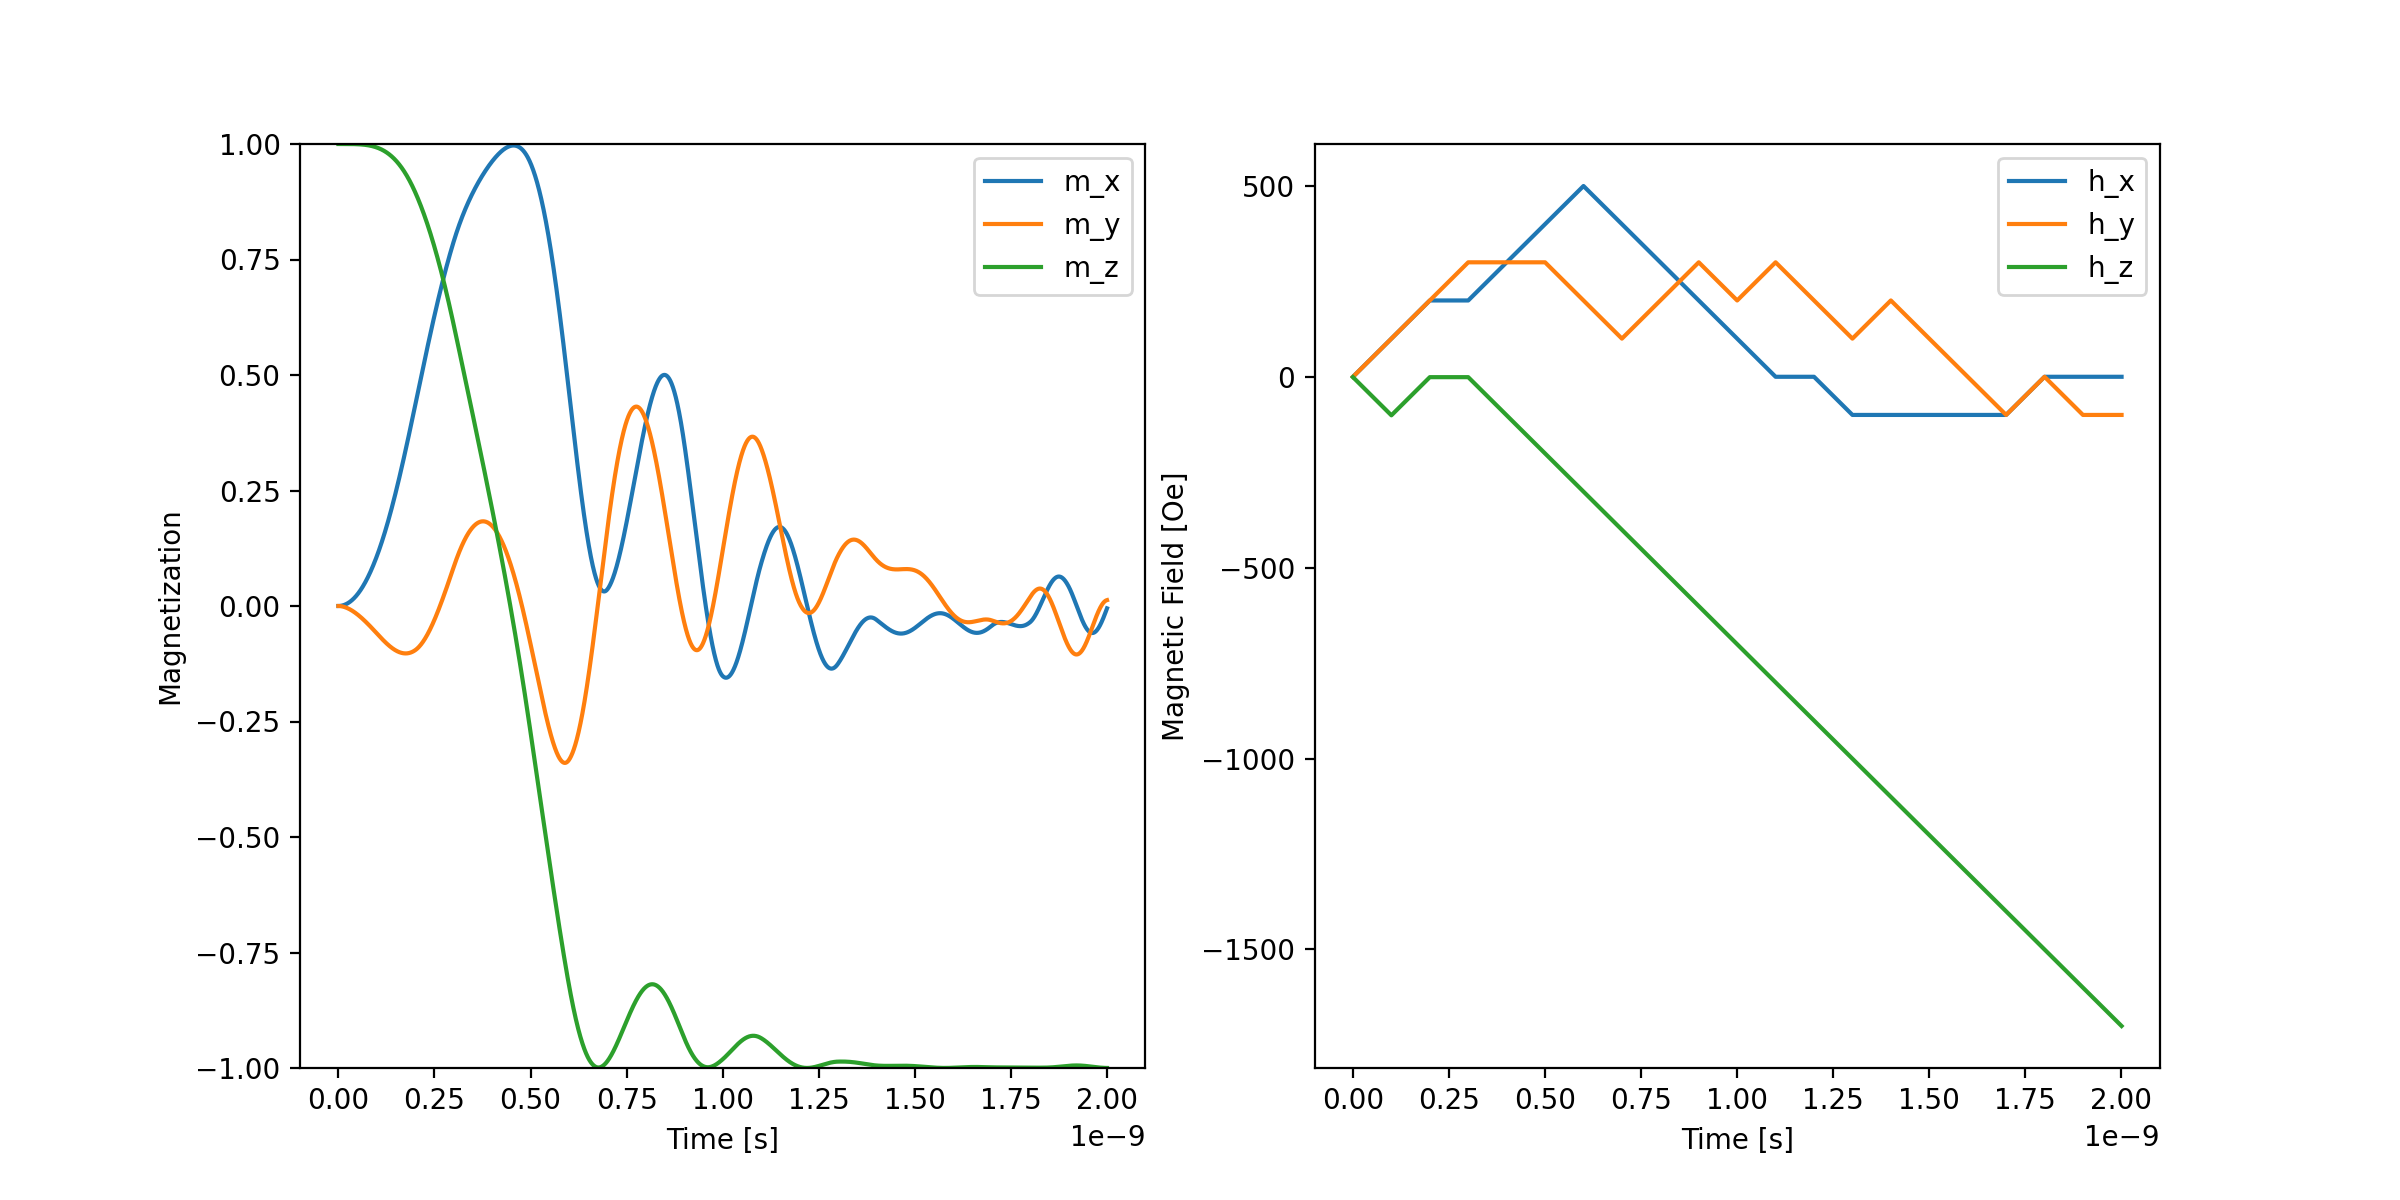 1.00
0.75
0.50
0.25
0.00
−0.25
−0.50
−0.75
−1.00
Magnetization
m_x
m_y
m_z
0.00 0.25 0.50 0.75 1.00 1.25 1.50 1.75 2.00
Time [s]
1e−9
500
0
−500
−1000
−1500
Magnetic Field [Oe]
h_x
h_y
h_z
0.00 0.25 0.50 0.75 1.00 1.25 1.50 1.75 2.00
Time [s]
1e−9